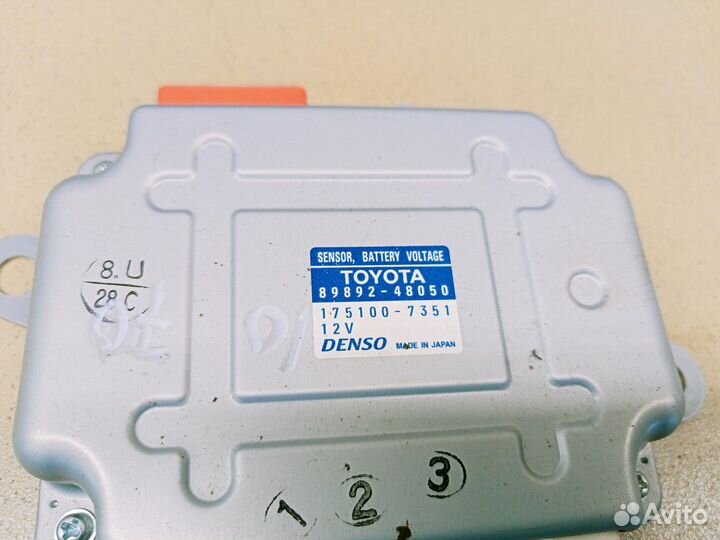 SENSOR, BATTERY VOLTAGE
TOYOTA
89892-48050
175100-7351
12V
DENSO MADE IN JAPAN
8.U
28.C
1 2 3
Avito